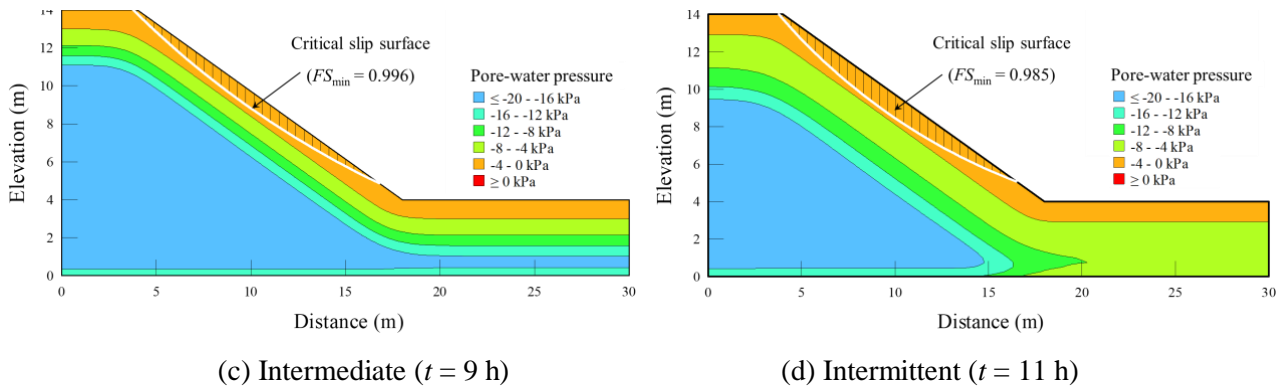 14
12
10
8
6
4
2
0
Elevation (m)
Critical slip surface
(FSmin = 0.996)
Pore-water pressure
≤ -20 - -16 kPa
-16 - -12 kPa
-12 - -8 kPa
-8 - -4 kPa
-4 - 0 kPa
≥ 0 kPa
0 5 10 15 20 25 30
Distance (m)
(c) Intermediate (t = 9 h)
14
12
10
8
6
4
2
0
Elevation (m)
Critical slip surface
(FSmin = 0.985)
Pore-water pressure
≤ -20 - -16 kPa
-16 - -12 kPa
-12 - -8 kPa
-8 - -4 kPa
-4 - 0 kPa
≥ 0 kPa
0 5 10 15 20 25 30
Distance (m)
(d) Intermittent (t = 11 h)